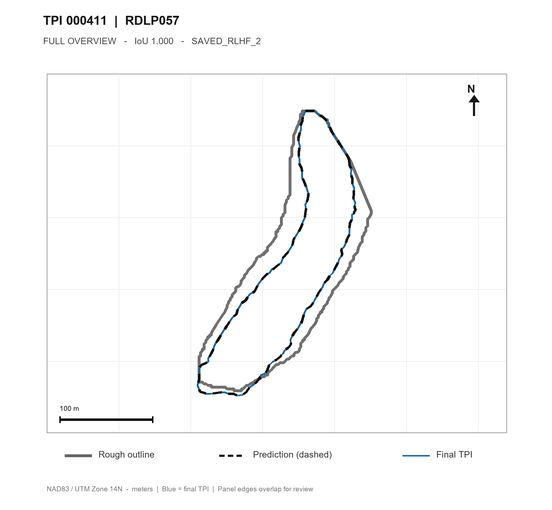 TPI 000411 | RDLP057
FULL OVERVIEW - IoU 1.000 - SAVED_RLHF_2
N
100 m
Rough outline
Prediction (dashed)
Final TPI
NAD83 / UTM Zone 14N - meters | Blue = final TPI | Panel edges overlap for review